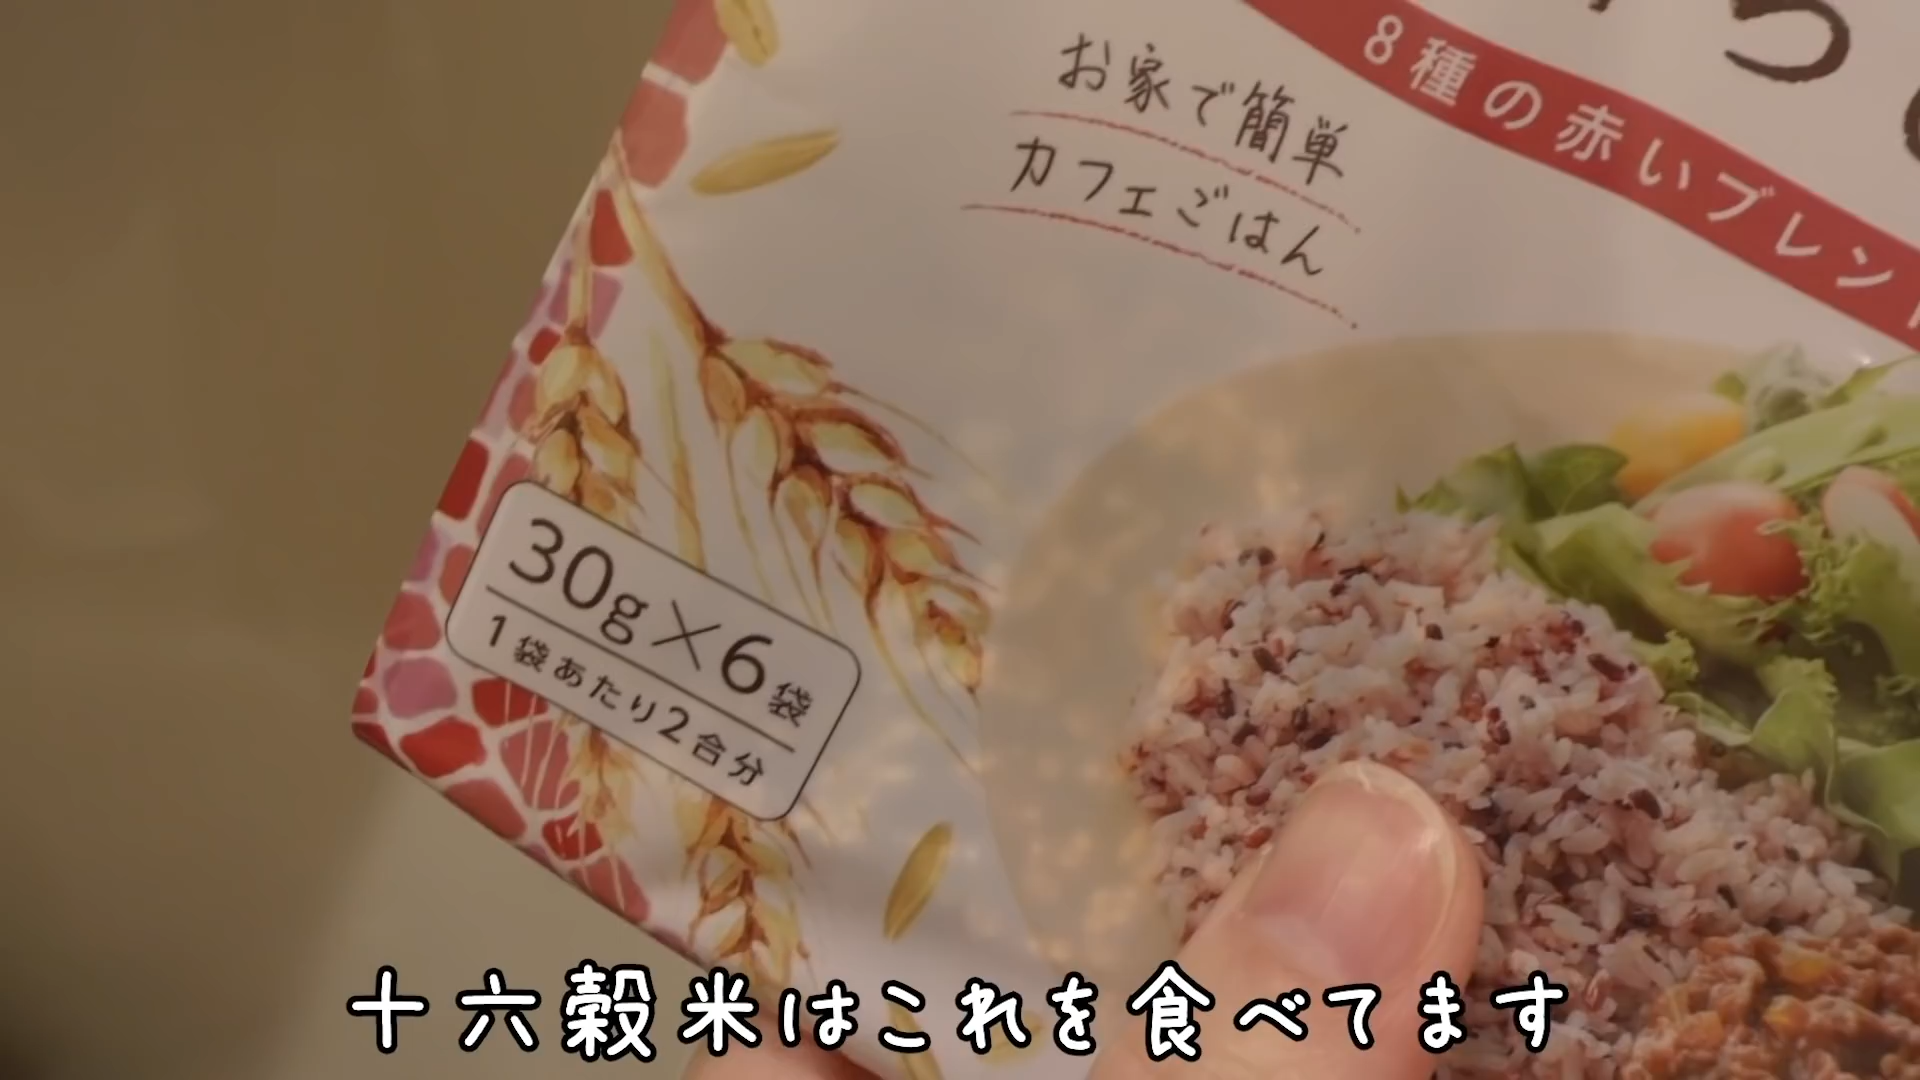 8種の赤いブレンド
お家で簡単
カフェごはん
30g×6袋
1袋あたり2合分
十六穀米はこれを食べてます